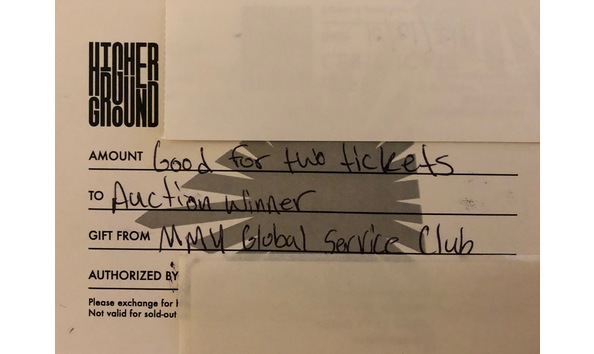 HIGHER
GROUND
AMOUNT Good for two tickets
TO Auction Winner
GIFT FROM MMU Global Service Club
AUTHORIZED BY
Please exchange for
Not valid for sold-out